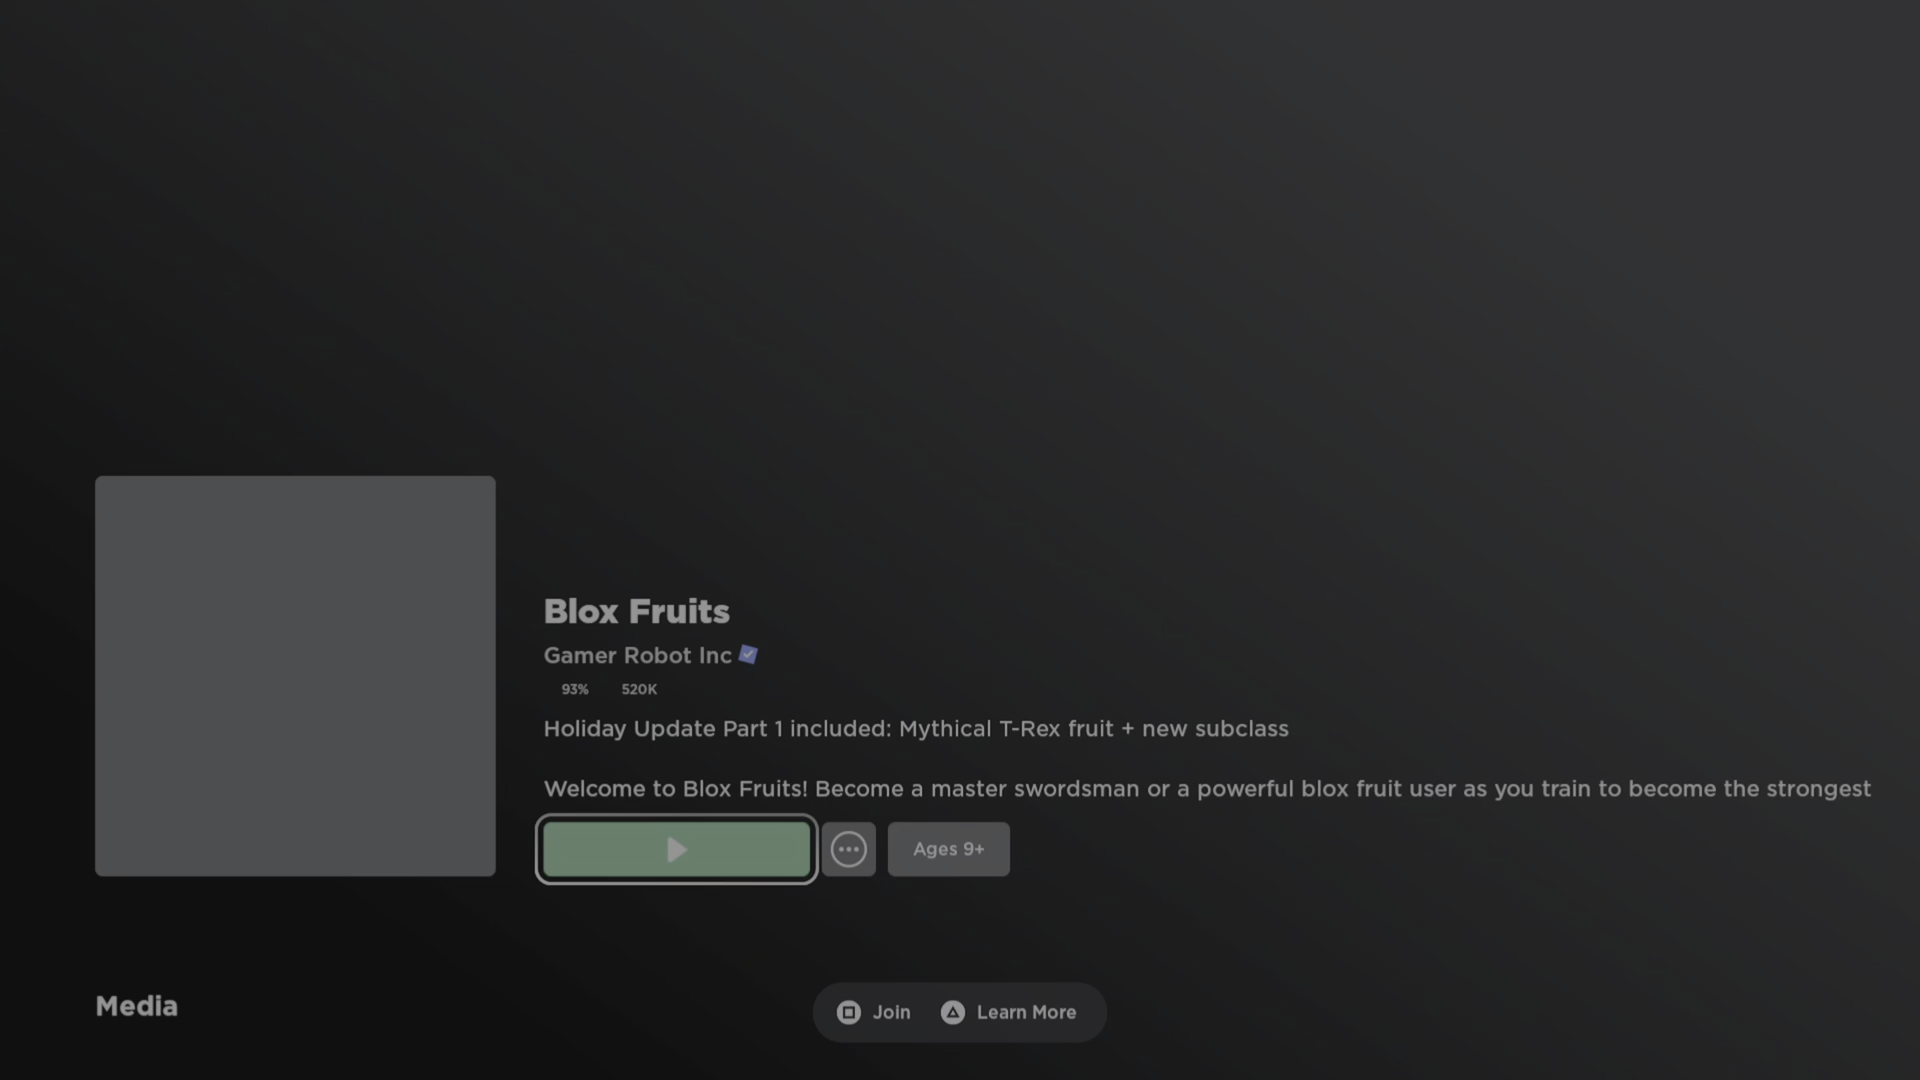 Blox Fruits
Gamer Robot Inc
93% 520K
Holiday Update Part 1 included: Mythical T-Rex fruit + new subclass
Welcome to Blox Fruits! Become a master swordsman or a powerful blox fruit user as you train to become the strongest
Ages 9+
Media
Join Learn More